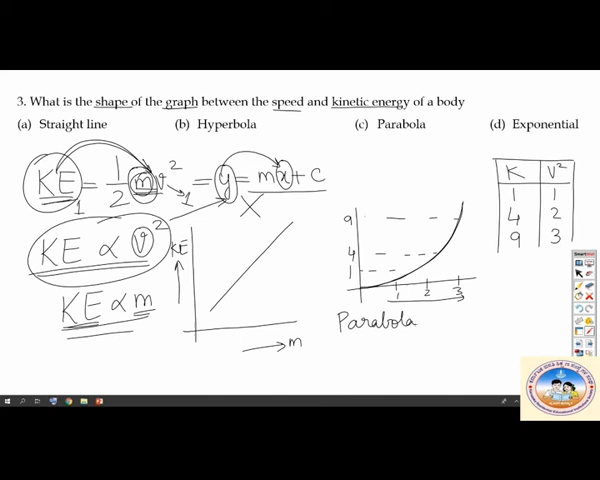 3. What is the shape of the graph between the speed and kinetic energy of a body
(a) Straight line (b) Hyperbola (c) Parabola (d) Exponential
KE = 1/2 mv² = y = mx + c
1 1 X
KE ∝ v²
KE ∝ m
KE
m
9
4
1
1 2 3
Parabola
K V²
1 1
4 2
9 3